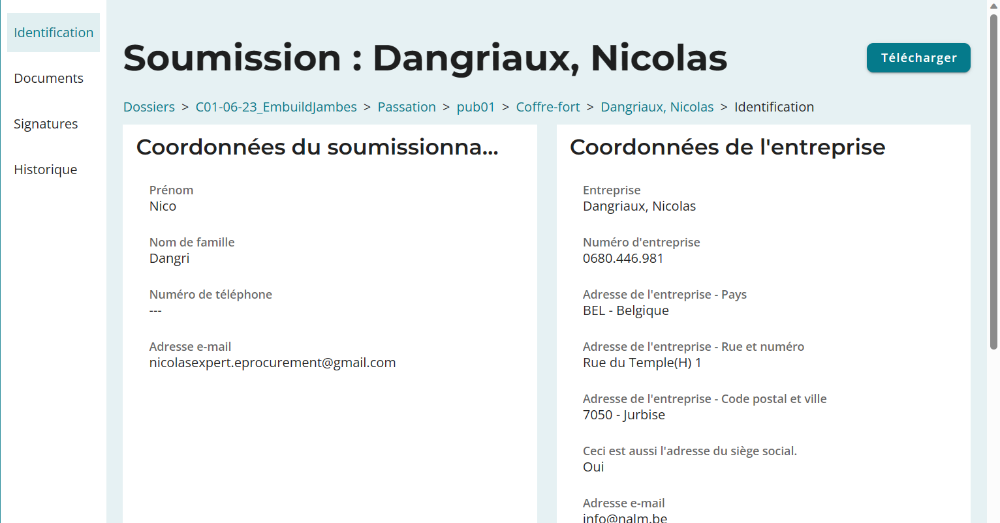 Identification
Documents
Signatures
Historique
Soumission : Dangriaux, Nicolas
Télécharger
Dossiers > C01-06-23_EmbuildJambes > Passation > pub01 > Coffre-fort > Dangriaux, Nicolas > Identification
Coordonnées du soumissionna...
Prénom
Nico
Nom de famille
Dangri
Numéro de téléphone
---
Adresse e-mail
nicolasexpert.eprocurement@gmail.com
Coordonnées de l'entreprise
Entreprise
Dangriaux, Nicolas
Numéro d'entreprise
0680.446.981
Adresse de l'entreprise - Pays
BEL - Belgique
Adresse de l'entreprise - Rue et numéro
Rue du Temple(H) 1
Adresse de l'entreprise - Code postal et ville
7050 - Jurbise
Ceci est aussi l'adresse du siège social.
Oui
Adresse e-mail
info@nalm.be